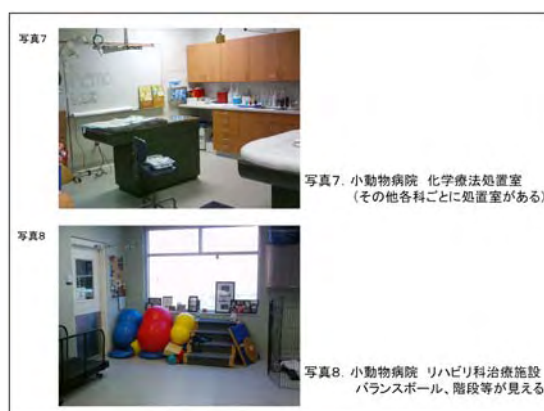 写真7
写真7. 小動物病院 化学療法処置室
(その他各科ごとに処置室がある)
写真8
写真8. 小動物病院 リハビリ科治療施設
バランスボール、階段等が見える